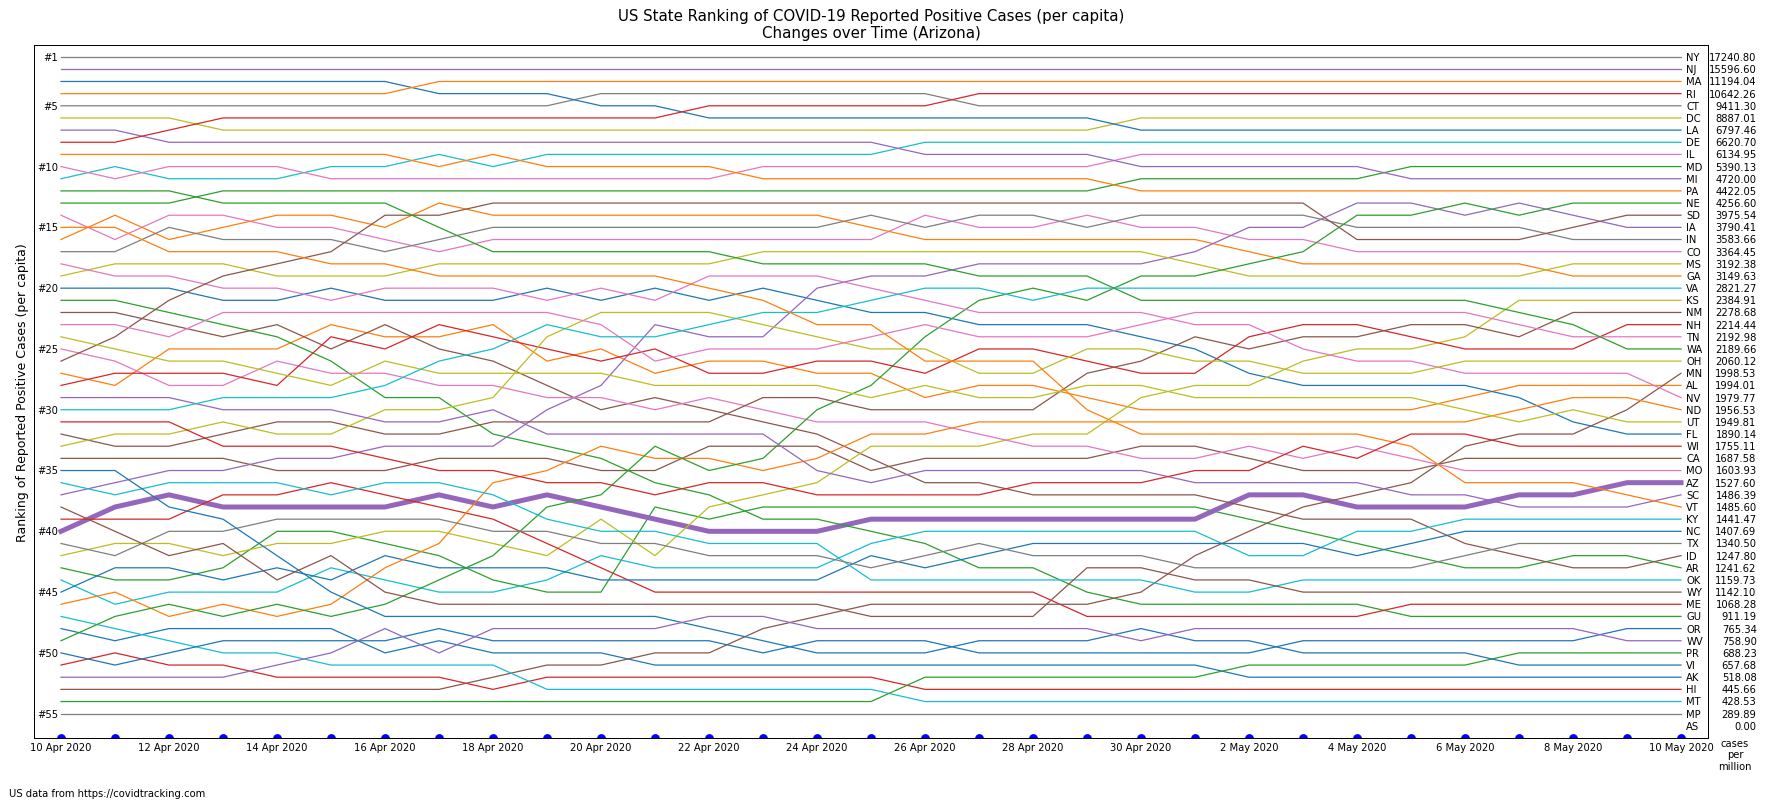 US State Ranking of COVID-19 Reported Positive Cases (per capita)
Changes over Time (Arizona)
Ranking of Reported Positive Cases (per capita)
#1
#5
#10
#15
#20
#25
#30
#35
#40
#45
#50
#55
NY 17240.80
NJ 15596.60
MA 11194.04
RI 10642.26
CT 9411.30
DC 8887.01
LA 6797.46
DE 6620.70
IL 6134.95
MD 5390.13
MI 4720.00
PA 4422.05
NE 4256.60
SD 3975.54
IA 3790.41
IN 3583.66
CO 3364.45
MS 3192.38
GA 3149.63
VA 2821.27
KS 2384.91
NM 2278.68
NH 2214.44
TN 2192.98
WA 2189.66
OH 2060.12
MN 1998.53
AL 1994.01
NV 1979.77
ND 1956.53
UT 1949.81
FL 1890.14
WI 1755.11
CA 1687.58
MO 1603.93
AZ 1527.60
SC 1486.39
VT 1485.60
KY 1441.47
NC 1407.69
TX 1340.50
ID 1247.80
AR 1241.62
OK 1159.73
WY 1142.10
ME 1068.28
GU 911.19
OR 765.34
WV 758.90
PR 688.23
VI 657.68
AK 518.08
HI 445.66
MT 428.53
MP 289.89
AS 0.00
10 Apr 2020 12 Apr 2020 14 Apr 2020 16 Apr 2020 18 Apr 2020 20 Apr 2020 22 Apr 2020 24 Apr 2020 26 Apr 2020 28 Apr 2020 30 Apr 2020 2 May 2020 4 May 2020 6 May 2020 8 May 2020 10 May 2020
cases
per
million
US data from https://covidtracking.com